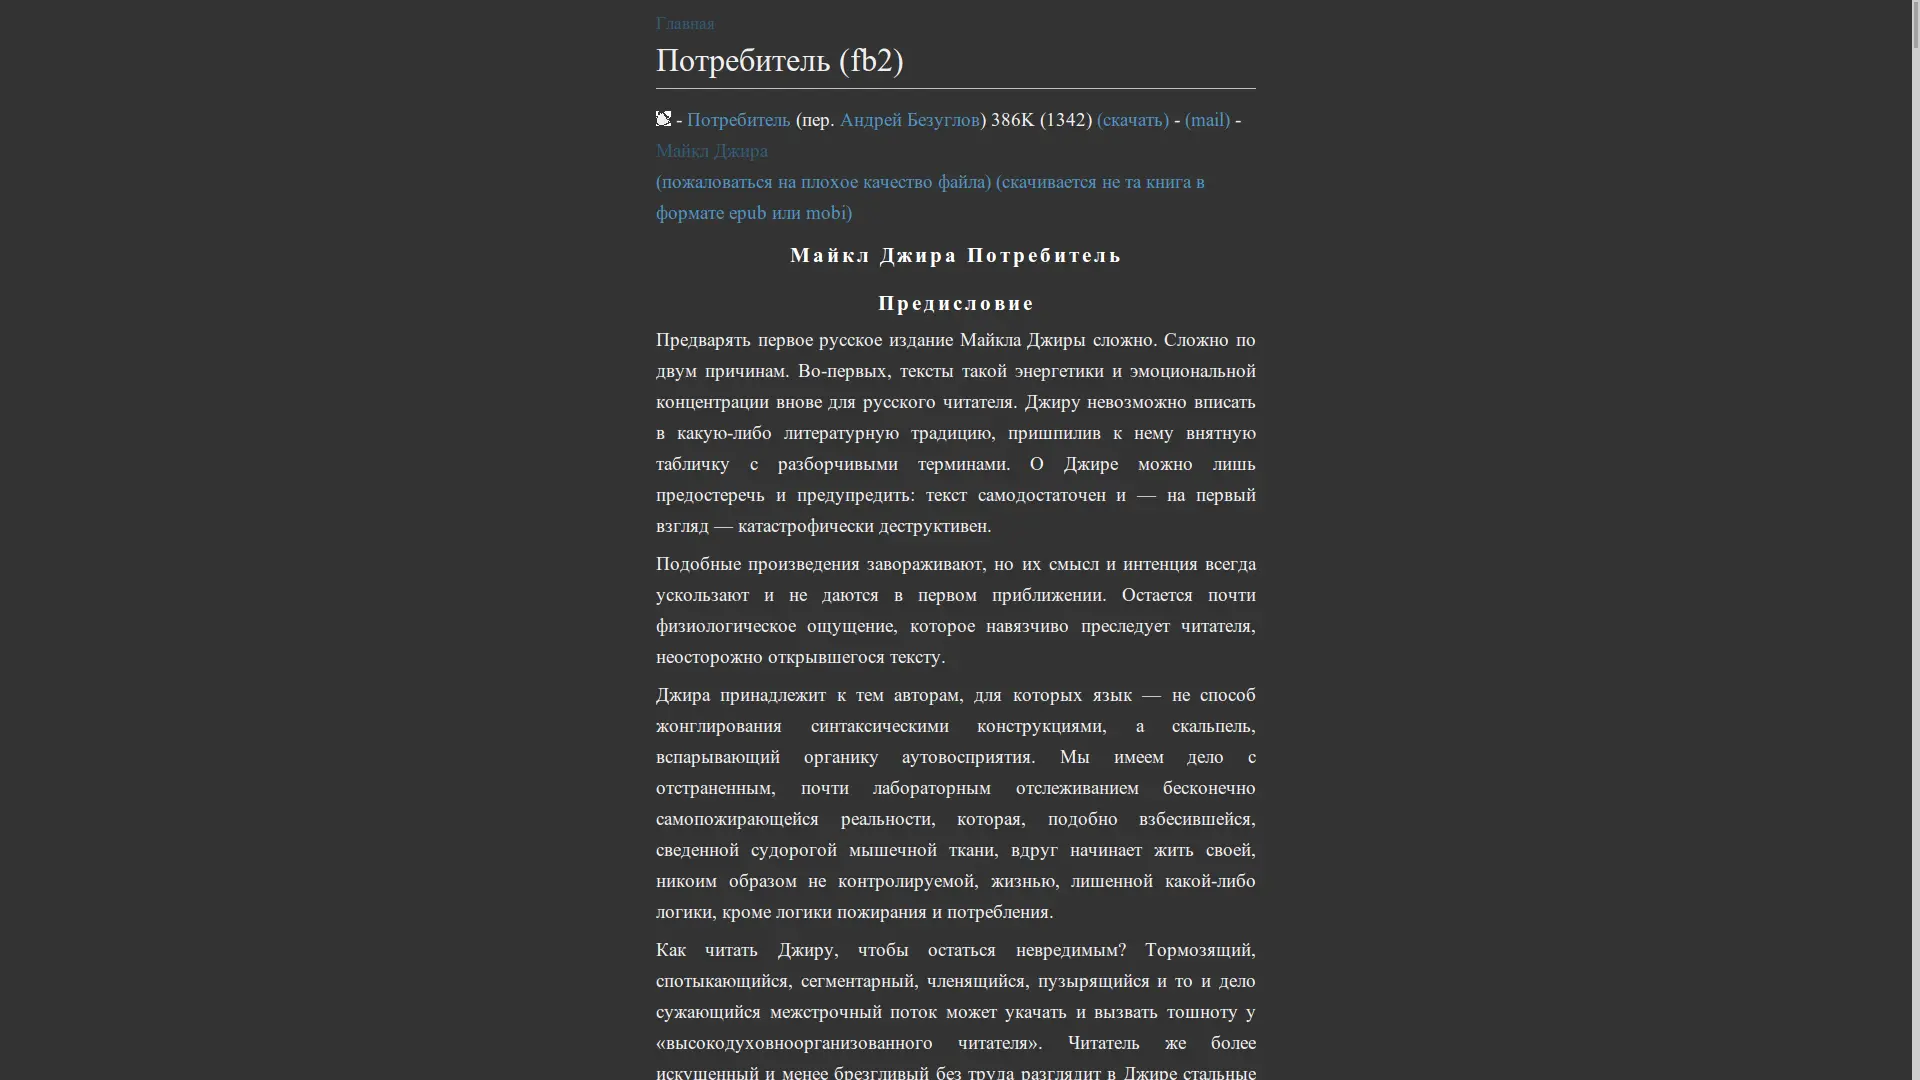 Главная
Потребитель (fb2)
- Потребитель (пер. Андрей Безуглов) 386K (1342) (скачать) - (mail) -
Майкл Джира
(пожаловаться на плохое качество файла) (скачивается не та книга в
формате epub или mobi)
Майкл Джира Потребитель
Предисловие
Предварять первое русское издание Майкла Джиры сложно. Сложно по
двум причинам. Во-первых, тексты такой энергетики и эмоциональной
концентрации внове для русского читателя. Джиру невозможно вписать
в какую-либо литературную традицию, пришпилив к нему внятную
табличку с разборчивыми терминами. О Джире можно лишь
предостеречь и предупредить: текст самодостаточен и — на первый
взгляд — катастрофически деструктивен.
Подобные произведения завораживают, но их смысл и интенция всегда
ускользают и не даются в первом приближении. Остается почти
физиологическое ощущение, которое навязчиво преследует читателя,
неосторожно открывшегося тексту.
Джира принадлежит к тем авторам, для которых язык — не способ
жонглирования синтаксическими конструкциями, а скальпель,
вспарывающий органику аутовосприятия. Мы имеем дело с
отстраненным, почти лабораторным отслеживанием бесконечно
самопожирающейся реальности, которая, подобно взбесившейся,
сведенной судорогой мышечной ткани, вдруг начинает жить своей,
никоим образом не контролируемой, жизнью, лишенной какой-либо
логики, кроме логики пожирания и потребления.
Как читать Джиру, чтобы остаться невредимым? Тормозящий,
спотыкающийся, сегментарный, членящийся, пузырящийся и то и дело
сужающийся межстрочный поток может укачать и вызвать тошноту у
«высокодуховноорганизованного читателя». Читатель же более
искушенный и менее брезгливый без труда разглядит в Джире стальные